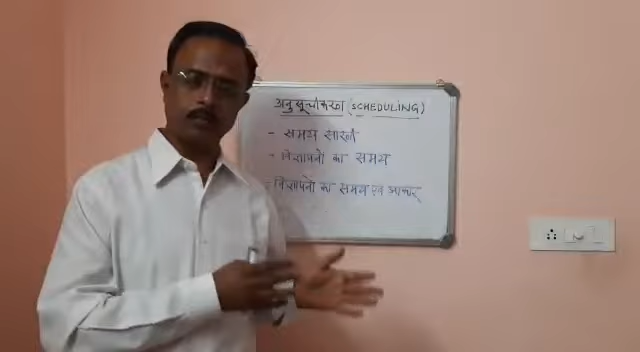 अनुसूचीकरण (SCHEDULING)
- समय सारणी
- विज्ञापनों का समय
- विज्ञापनों का समय एवं आकार